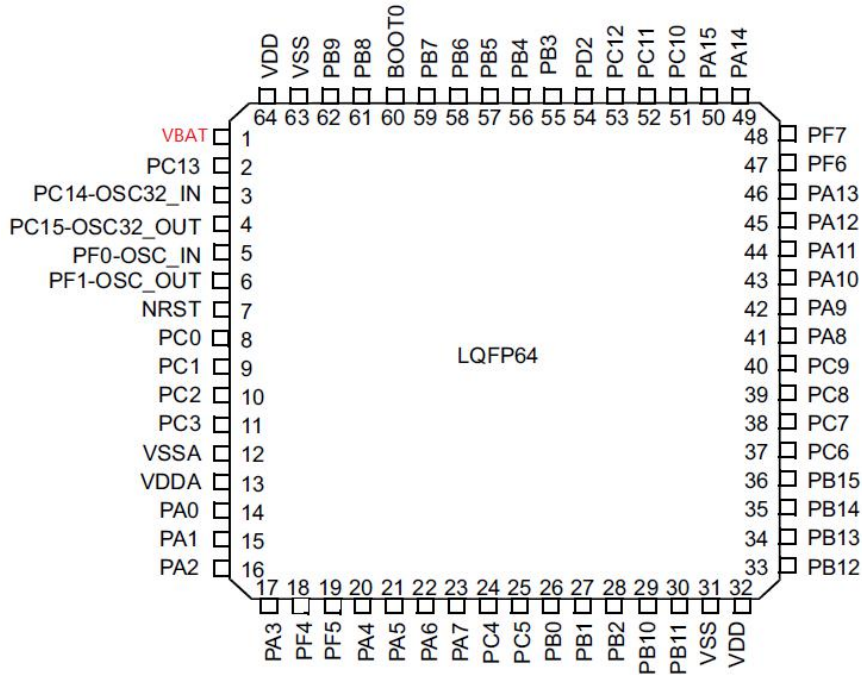 VDD VSS PB9 PB8 BOOT0 PB7 PB6 PB5 PB4 PB3 PD2 PC12 PC11 PC10 PA15 PA14
64 63 62 61 60 59 58 57 56 55 54 53 52 51 50 49
VBAT 1 48 PF7
PC13 2 47 PF6
PC14-OSC32_IN 3 46 PA13
PC15-OSC32_OUT 4 45 PA12
PF0-OSC_IN 5 44 PA11
PF1-OSC_OUT 6 43 PA10
NRST 7 42 PA9
PC0 8 41 PA8
LQFP64
PC1 9 40 PC9
PC2 10 39 PC8
PC3 11 38 PC7
VSSA 12 37 PC6
VDDA 13 36 PB15
PA0 14 35 PB14
PA1 15 34 PB13
PA2 16 33 PB12
17 18 19 20 21 22 23 24 25 26 27 28 29 30 31 32
PA3 PF4 PF5 PA4 PA5 PA6 PA7 PC4 PC5 PB0 PB1 PB2 PB10 PB11 VSS VDD